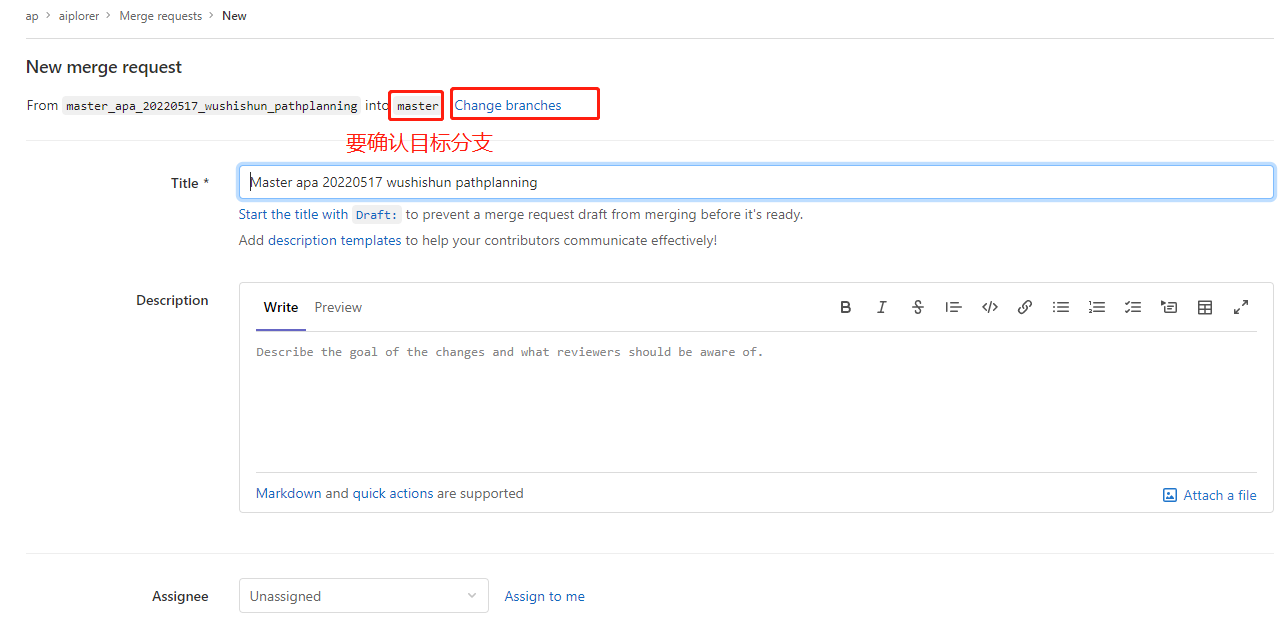 ap > aiplorer > Merge requests > New
New merge request
From master_apa_20220517_wushishun_pathplanning into master Change branches
要确认目标分支
Title * Master apa 20220517 wushishun pathplanning
Start the title with Draft: to prevent a merge request draft from merging before it's ready.
Add description templates to help your contributors communicate effectively!
Description
Write Preview
Describe the goal of the changes and what reviewers should be aware of.
Markdown and quick actions are supported
Attach a file
Assignee Unassigned Assign to me